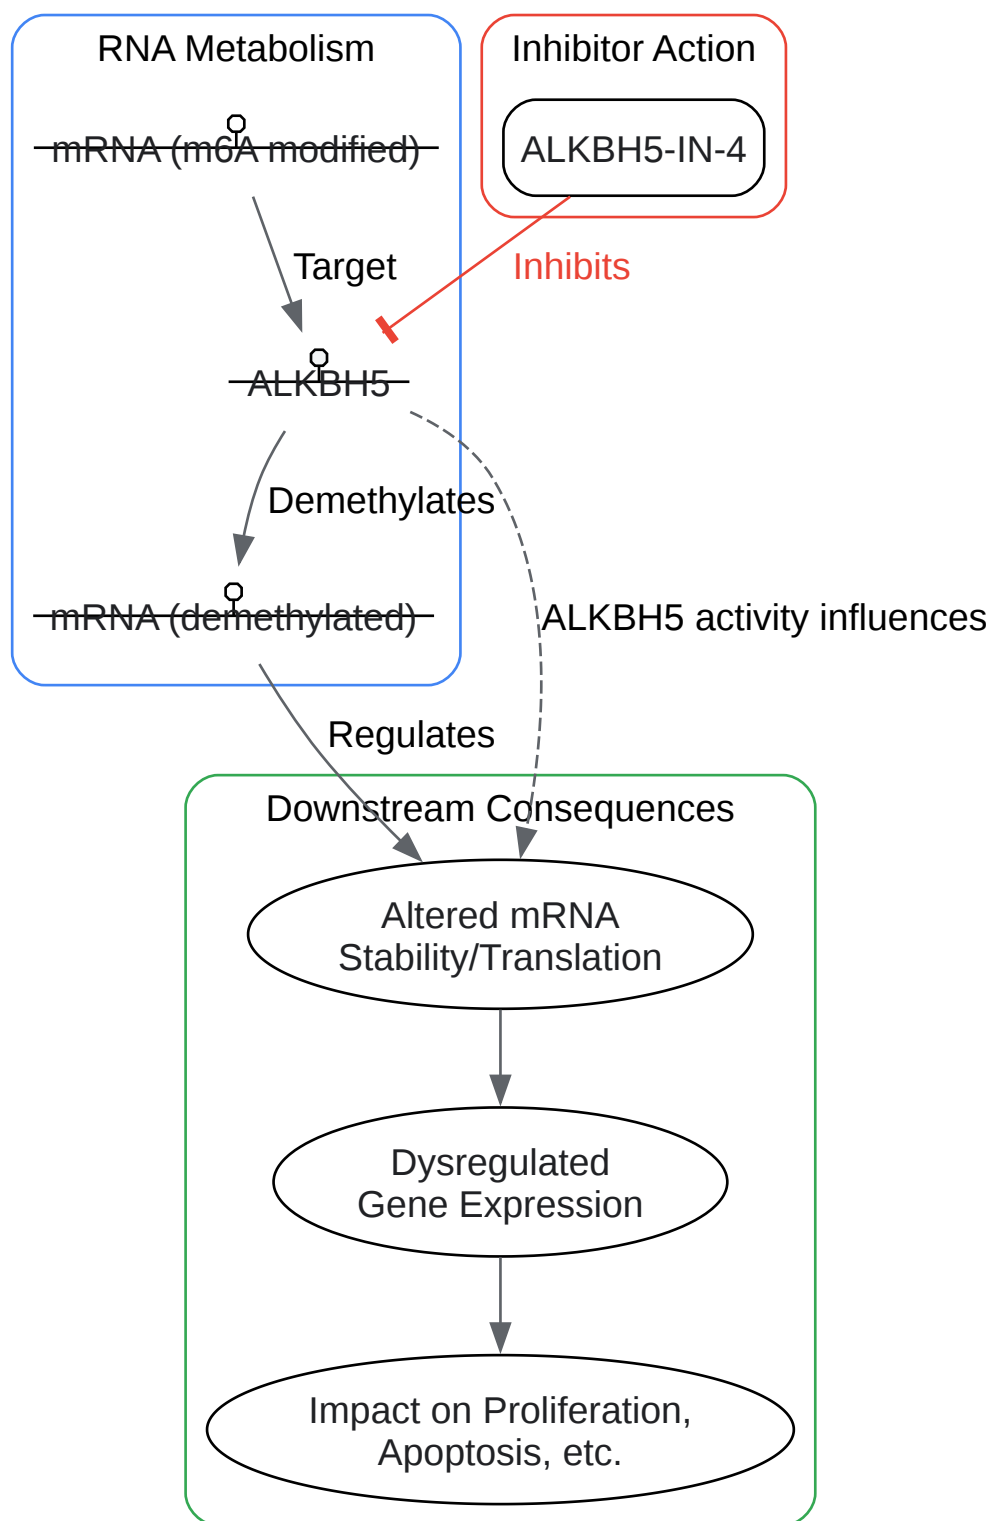 RNA Metabolism
Inhibitor Action
mRNA (m6A modified)
ALKBH5-IN-4
Target
Inhibits
ALKBH5
Demethylates
mRNA (demethylated)
ALKBH5 activity influences
Regulates
Downstream Consequences
Altered mRNA
Stability/Translation
Dysregulated
Gene Expression
Impact on Proliferation,
Apoptosis, etc.